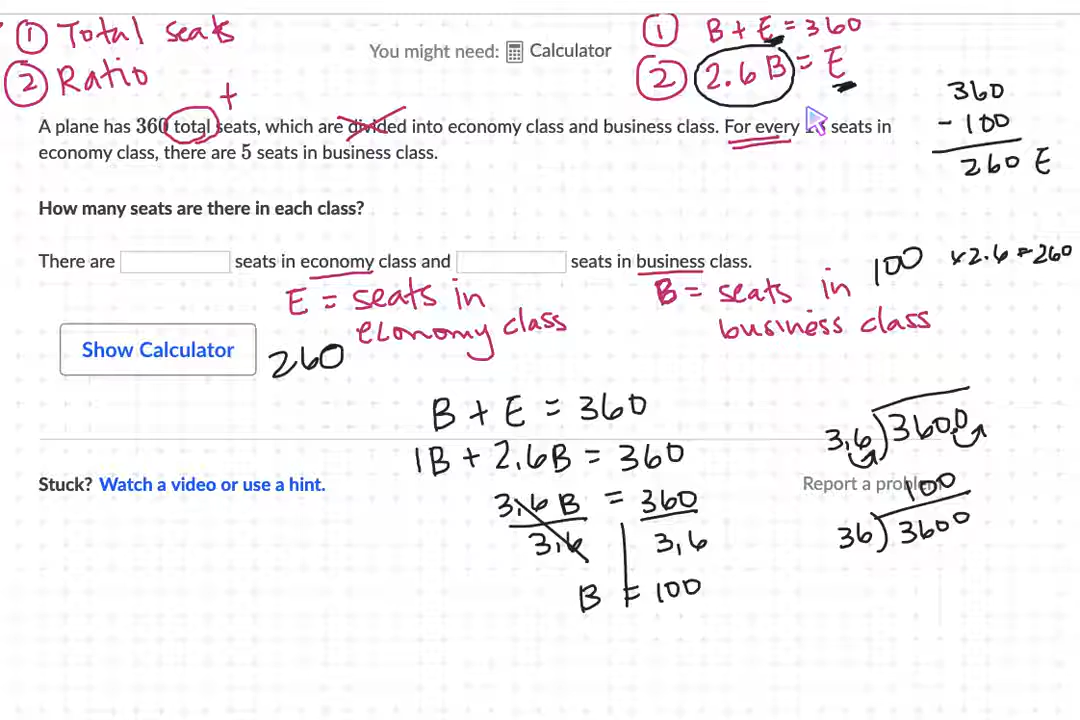 ① Total seats
② Ratio
You might need: Calculator
① B + E = 360
② 2.6 B = E
360
- 100
260 E
+
A plane has 360 total seats, which are divided into economy class and business class. For every seats in
economy class, there are 5 seats in business class.
How many seats are there in each class?
There are seats in economy class and seats in business class.
100 × 2.6 = 260
E = seats in
economy class
B = seats in
business class
Show Calculator
260
B + E = 360
1B + 2.6B = 360
3.6 B = 360
3.6 3.6
B = 100
3.6)3600
Stuck? Watch a video or use a hint.
Report a problem
100
36)3600